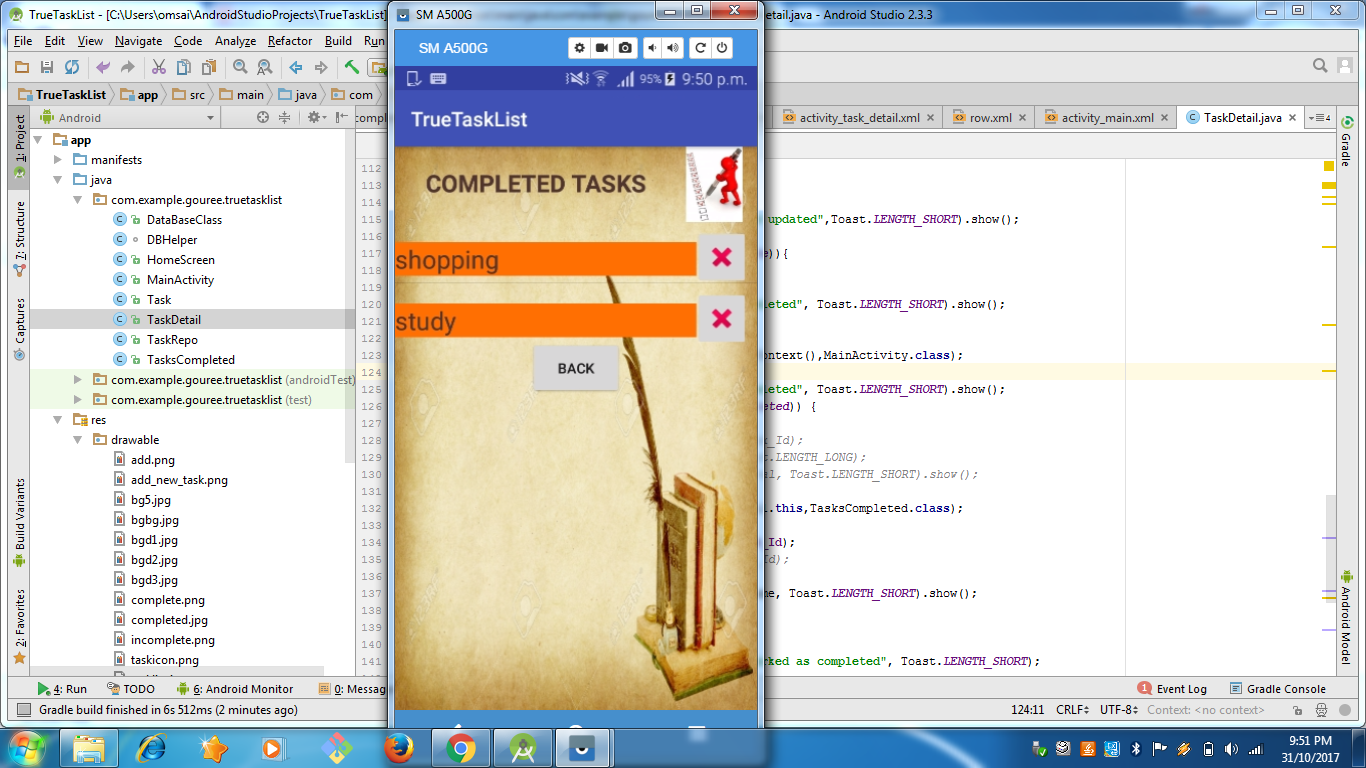 TrueTaskList - [C:\Users\omsai\AndroidStudioProjects\TrueTaskList]
SM A500G
etail.java - Android Studio 2.3.3
File Edit View Navigate Code Analyze Refactor Build Run
SM A500G
95% 9:50 p.m.
TrueTaskList app src main java com
TrueTaskList
Android
compl
activity_task_detail.xml row.xml activity_main.xml TaskDetail.java 4
1: Project
7: Structure
Captures
Build Variants
2: Favorites
app
manifests
java
com.example.gouree.truetasklist
DataBaseClass
DBHelper
HomeScreen
MainActivity
Task
TaskDetail
TaskRepo
TasksCompleted
com.example.gouree.truetasklist (androidTest)
com.example.gouree.truetasklist (test)
res
drawable
add.png
add_new_task.png
bg5.jpg
bgbg.jpg
bgd1.jpg
bgd2.jpg
bgd3.jpg
complete.png
completed.jpg
incomplete.png
taskicon.png
COMPLETED TASKS
shopping
study
BACK
112
113
114
115 updated",Toast.LENGTH_SHORT).show();
116
117 )){
118
119
120 eted", Toast.LENGTH_SHORT).show();
121
122
123 ontext(),MainActivity.class);
124
125 eted", Toast.LENGTH_SHORT).show();
126 eted)) {
127
128 _Id);
129 st.LENGTH_LONG);
130 l, Toast.LENGTH_SHORT).show();
131
132 .this,TasksCompleted.class);
133
134 _Id);
135 Id);
136
137 me, Toast.LENGTH_SHORT).show();
138
139
140
141 rked as completed", Toast.LENGTH_SHORT);
Gradle
Android Model
4: Run TODO 6: Android Monitor 0: Messag
1 Event Log Gradle Console
Gradle build finished in 6s 512ms (2 minutes ago)
124:11 CRLF UTF-8 Context: <no context>
9:51 PM
31/10/2017